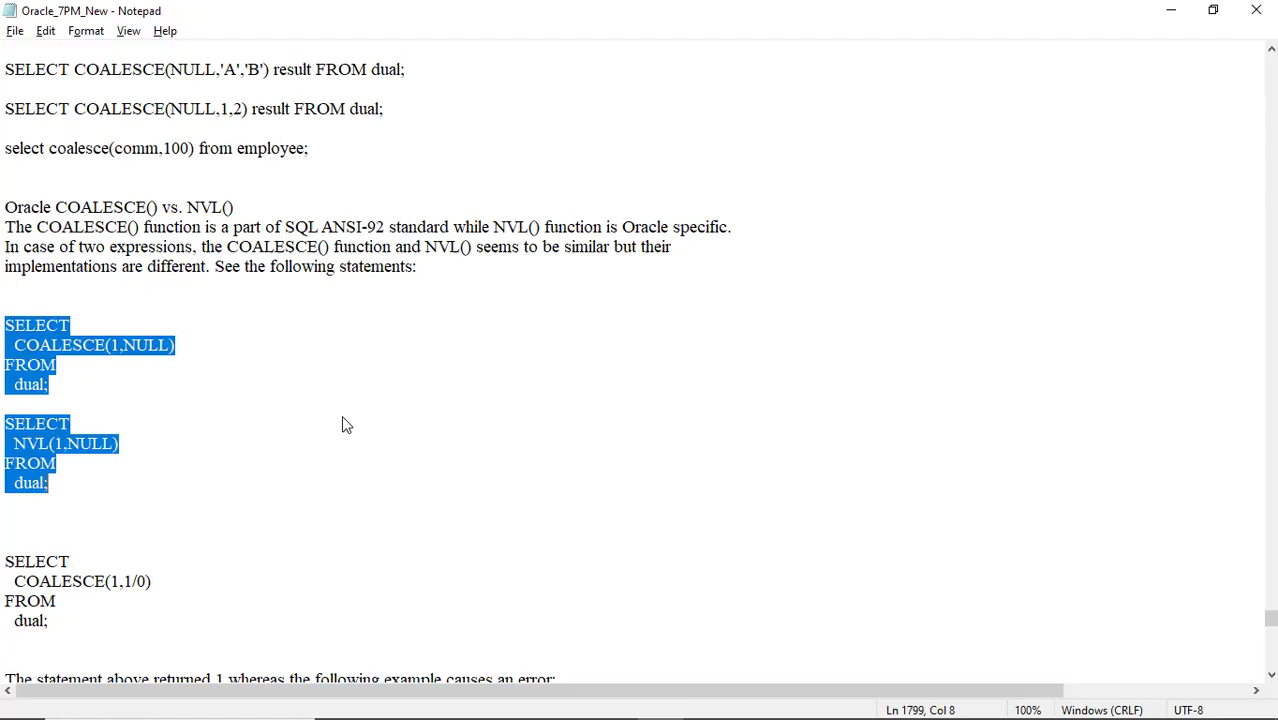 Oracle_7PM_New - Notepad
File Edit Format View Help
SELECT COALESCE(NULL,'A','B') result FROM dual;
SELECT COALESCE(NULL,1,2) result FROM dual;
select coalesce(comm,100) from employee;
Oracle COALESCE() vs. NVL()
The COALESCE() function is a part of SQL ANSI-92 standard while NVL() function is Oracle specific.
In case of two expressions, the COALESCE() function and NVL() seems to be similar but their
implementations are different. See the following statements:
SELECT
COALESCE(1,NULL)
FROM
dual;
SELECT
NVL(1,NULL)
FROM
dual;
SELECT
COALESCE(1,1/0)
FROM
dual;
The statement above returned 1 whereas the following example causes an error:
Ln 1799, Col 8 100% Windows (CRLF) UTF-8